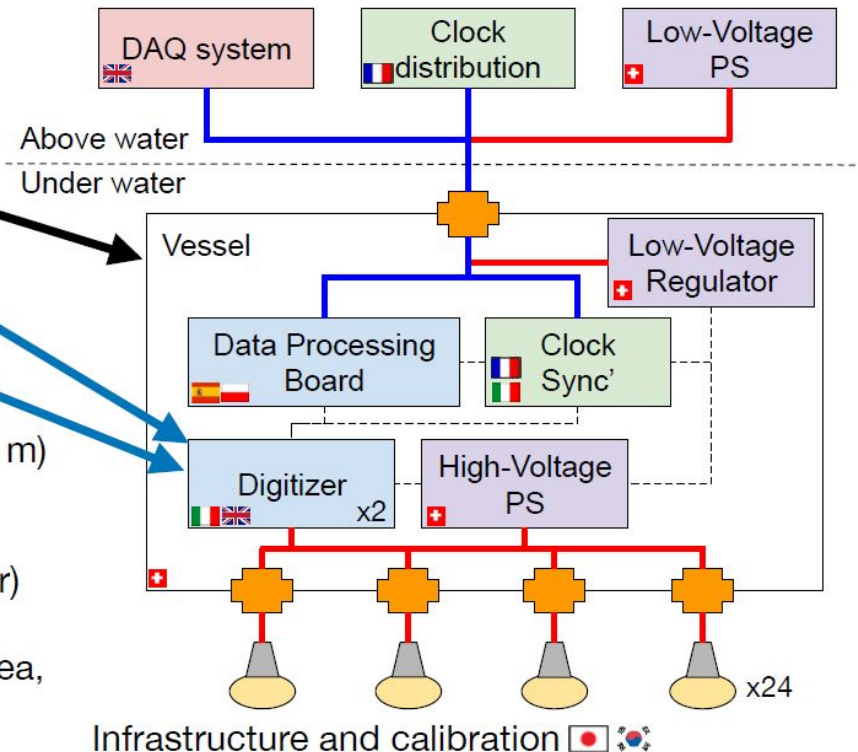 DAQ system
Clock
distribution
Low-Voltage
PS
Above water
Under water
Vessel
Low-Voltage
Regulator
Data Processing
Board
Clock
Sync’
m)
Digitizer
x2
High-Voltage
PS
r)
ea,
x24
Infrastructure and calibration